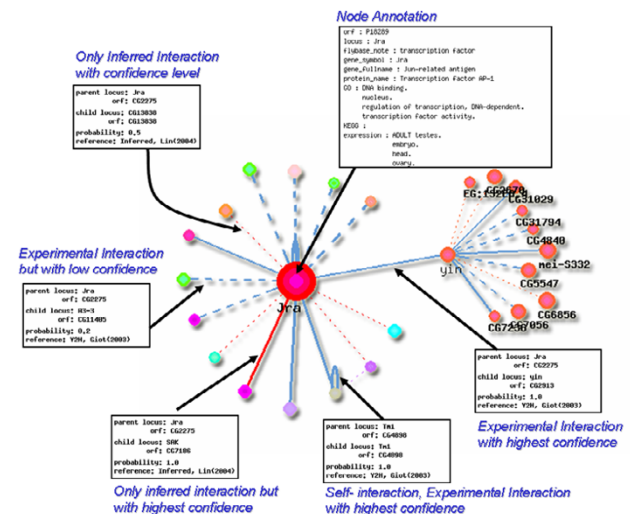 Node Annotation
orf : P18289
locus : Jra
flybase_note : transcription factor
gene_symbol : Jra
gene_fullname : Jun-related antigen
protein_name : Transcription factor AP-1
GO : DNA binding.
nucleus.
regulation of transcription, DNA-dependent.
transcription factor activity.
KEGG :
expression : ADULT testes.
embryo.
head.
ovary.
Only Inferred Interaction
with confidence level
parent locus: Jra
orf: CG2275
child locus: CG13838
orf: CG13838
probability: 0,5
reference: Inferred, Lin(2004)
CG31029
CG31794
CG4840
mei-S332
CG5547
CG6856
CG7056
CG7238
yin
Jra
Experimental Interaction
but with low confidence
parent locus: Jra
orf: CG2275
child locus: H3-3
orf: CG11485
probability: 0,2
reference: Y2H, Giot(2003)
parent locus: Jra
orf: CG2275
child locus: yin
orf: CG2913
probability: 1.0
reference: Y2H, Giot(2003)
Experimental Interaction
with highest confidence
parent locus: Jra
orf: CG2275
child locus: SAK
orf: CG7186
probability: 1.0
reference: Inferred, Lin(2004)
Only inferred interaction but
with highest confidence
parent locus: Tm1
orf: CG4898
child locus: Tm1
orf: CG4898
probability: 1.0
reference: Y2H, Giot(2003)
Self- interaction, Experimental Interaction
with highest confidence